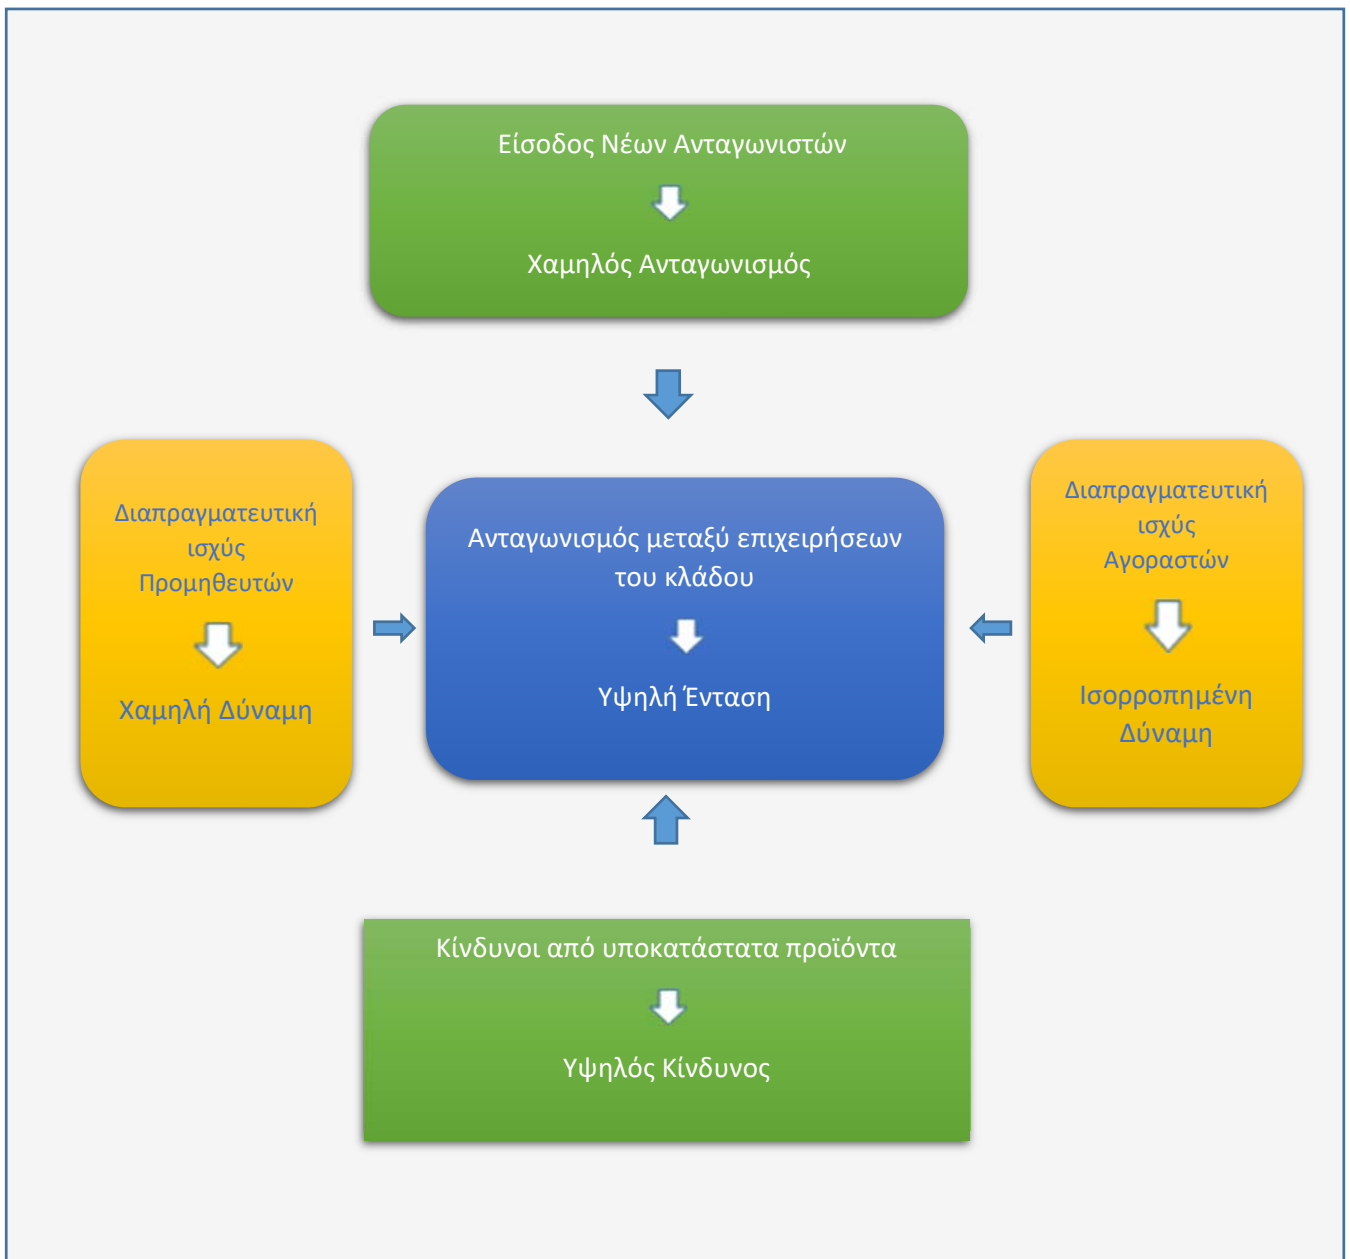 Είσοδος Νέων Ανταγωνιστών
Χαμηλός Ανταγωνισμός
Διαπραγματευτική
ισχύς
Προμηθευτών
Χαμηλή Δύναμη
Ανταγωνισμός μεταξύ επιχειρήσεων
του κλάδου
Υψηλή Ένταση
Διαπραγματευτική
ισχύς
Αγοραστών
Ισορροπημένη
Δύναμη
Κίνδυνοι από υποκατάστατα προϊόντα
Υψηλός Κίνδυνος